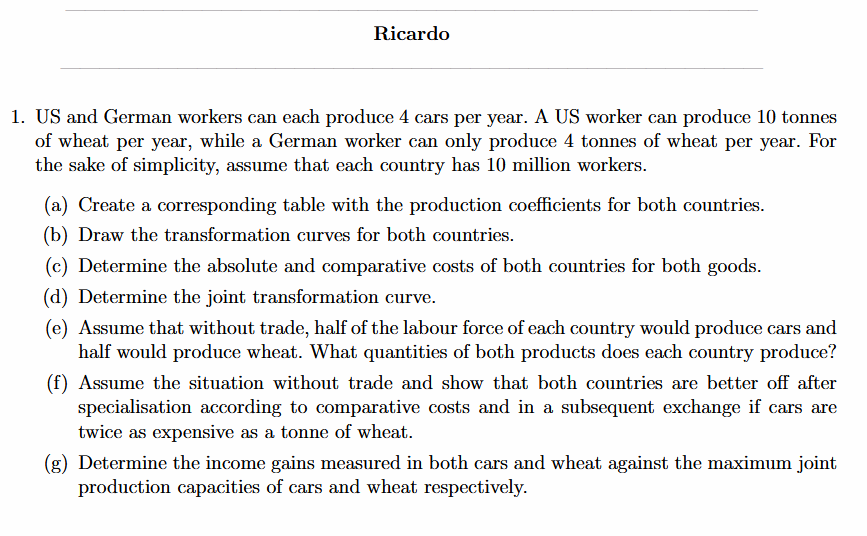 Ricardo
1. US and German workers can each produce 4 cars per year. A US worker can produce 10 tonnes
of wheat per year, while a German worker can only produce 4 tonnes of wheat per year. For
the sake of simplicity, assume that each country has 10 million workers.
(a) Create a corresponding table with the production coefficients for both countries.
(b) Draw the transformation curves for both countries.
(c) Determine the absolute and comparative costs of both countries for both goods.
(d) Determine the joint transformation curve.
(e) Assume that without trade, half of the labour force of each country would produce cars and
half would produce wheat. What quantities of both products does each country produce?
(f) Assume the situation without trade and show that both countries are better off after
specialisation according to comparative costs and in a subsequent exchange if cars are
twice as expensive as a tonne of wheat.
(g) Determine the income gains measured in both cars and wheat against the maximum joint
production capacities of cars and wheat respectively.